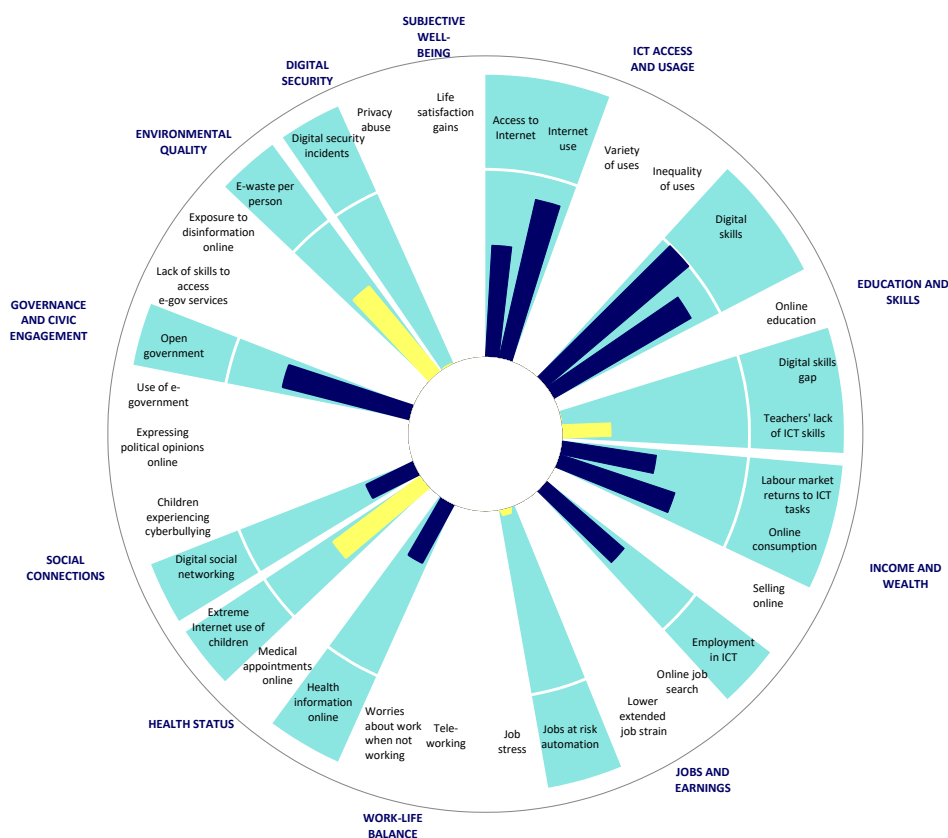 SUBJECTIVE
WELL-
BEING
ICT ACCESS
AND USAGE
DIGITAL
SECURITY
Privacy
abuse
Life
satisfaction
gains
Access to
Internet
Internet
use
Variety
of uses
Inequality
of uses
ENVIRONMENTAL
QUALITY
Digital security
incidents
E-waste per
person
Digital
skills
Exposure to
disinformation
online
Lack of skills to
access
e-gov services
EDUCATION AND
SKILLS
Online
education
GOVERNANCE
AND CIVIC
ENGAGEMENT
Open
government
Digital skills
gap
Use of e-
government
Teachers' lack
of ICT skills
Expressing
political opinions
online
Labour market
returns to ICT
tasks
Children
experiencing
cyberbullying
Online
consumption
SOCIAL
CONNECTIONS
Digital social
networking
INCOME AND
WEALTH
Selling
online
Extreme
Internet use of
children
Employment
in ICT
Medical
appointments
online
Online job
search
HEALTH STATUS
Health
information
online
Worries
about work
when not
working
Tele-
working
Job
stress
Jobs at risk
automation
Lower
extended
job strain
JOBS AND
EARNINGS
WORK-LIFE
BALANCE